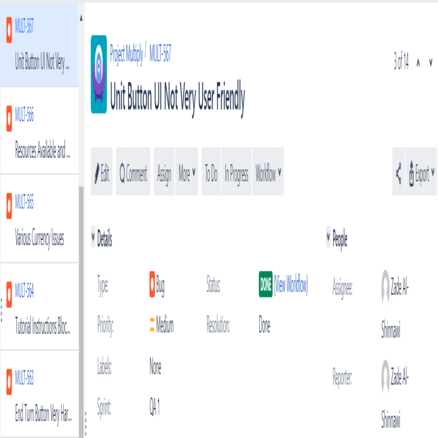 MULT-567
Unit Button UI Not Very ...
MULT-566
Resources Available and ...
MULT-565
Various Currency Issues
MULT-564
Tutorial Instructions Bloc...
MULT-563
End Turn Button Very Har...
Project Multiply / MULT-567
3 of 14
Unit Button UI Not Very User Friendly
Edit Comment Assign More To Do In Progress Workflow Export
Details
Type: Bug Status: DONE (View Workflow)
Priority: Medium Resolution: Done
Labels: None
Sprint: QA 1
People
Assignee: Zade Al-
Shinnawi
Reporter: Zade Al-
Shinnawi